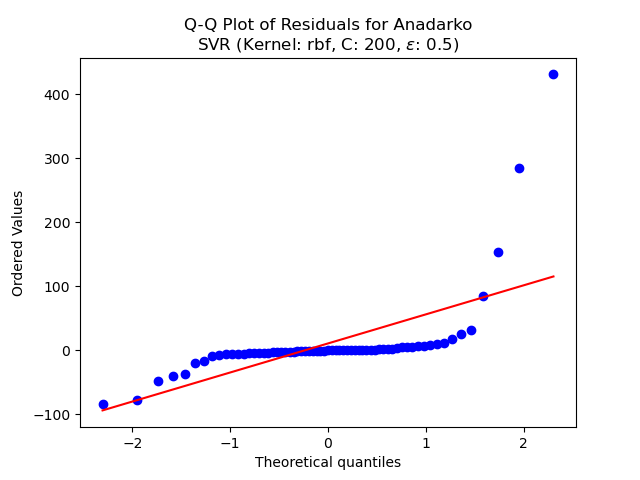 Q-Q Plot of Residuals for Anadarko
SVR (Kernel: rbf, C: 200, ε: 0.5)
Ordered Values
400
300
200
100
0
−100
−2
−1
0
1
2
Theoretical quantiles